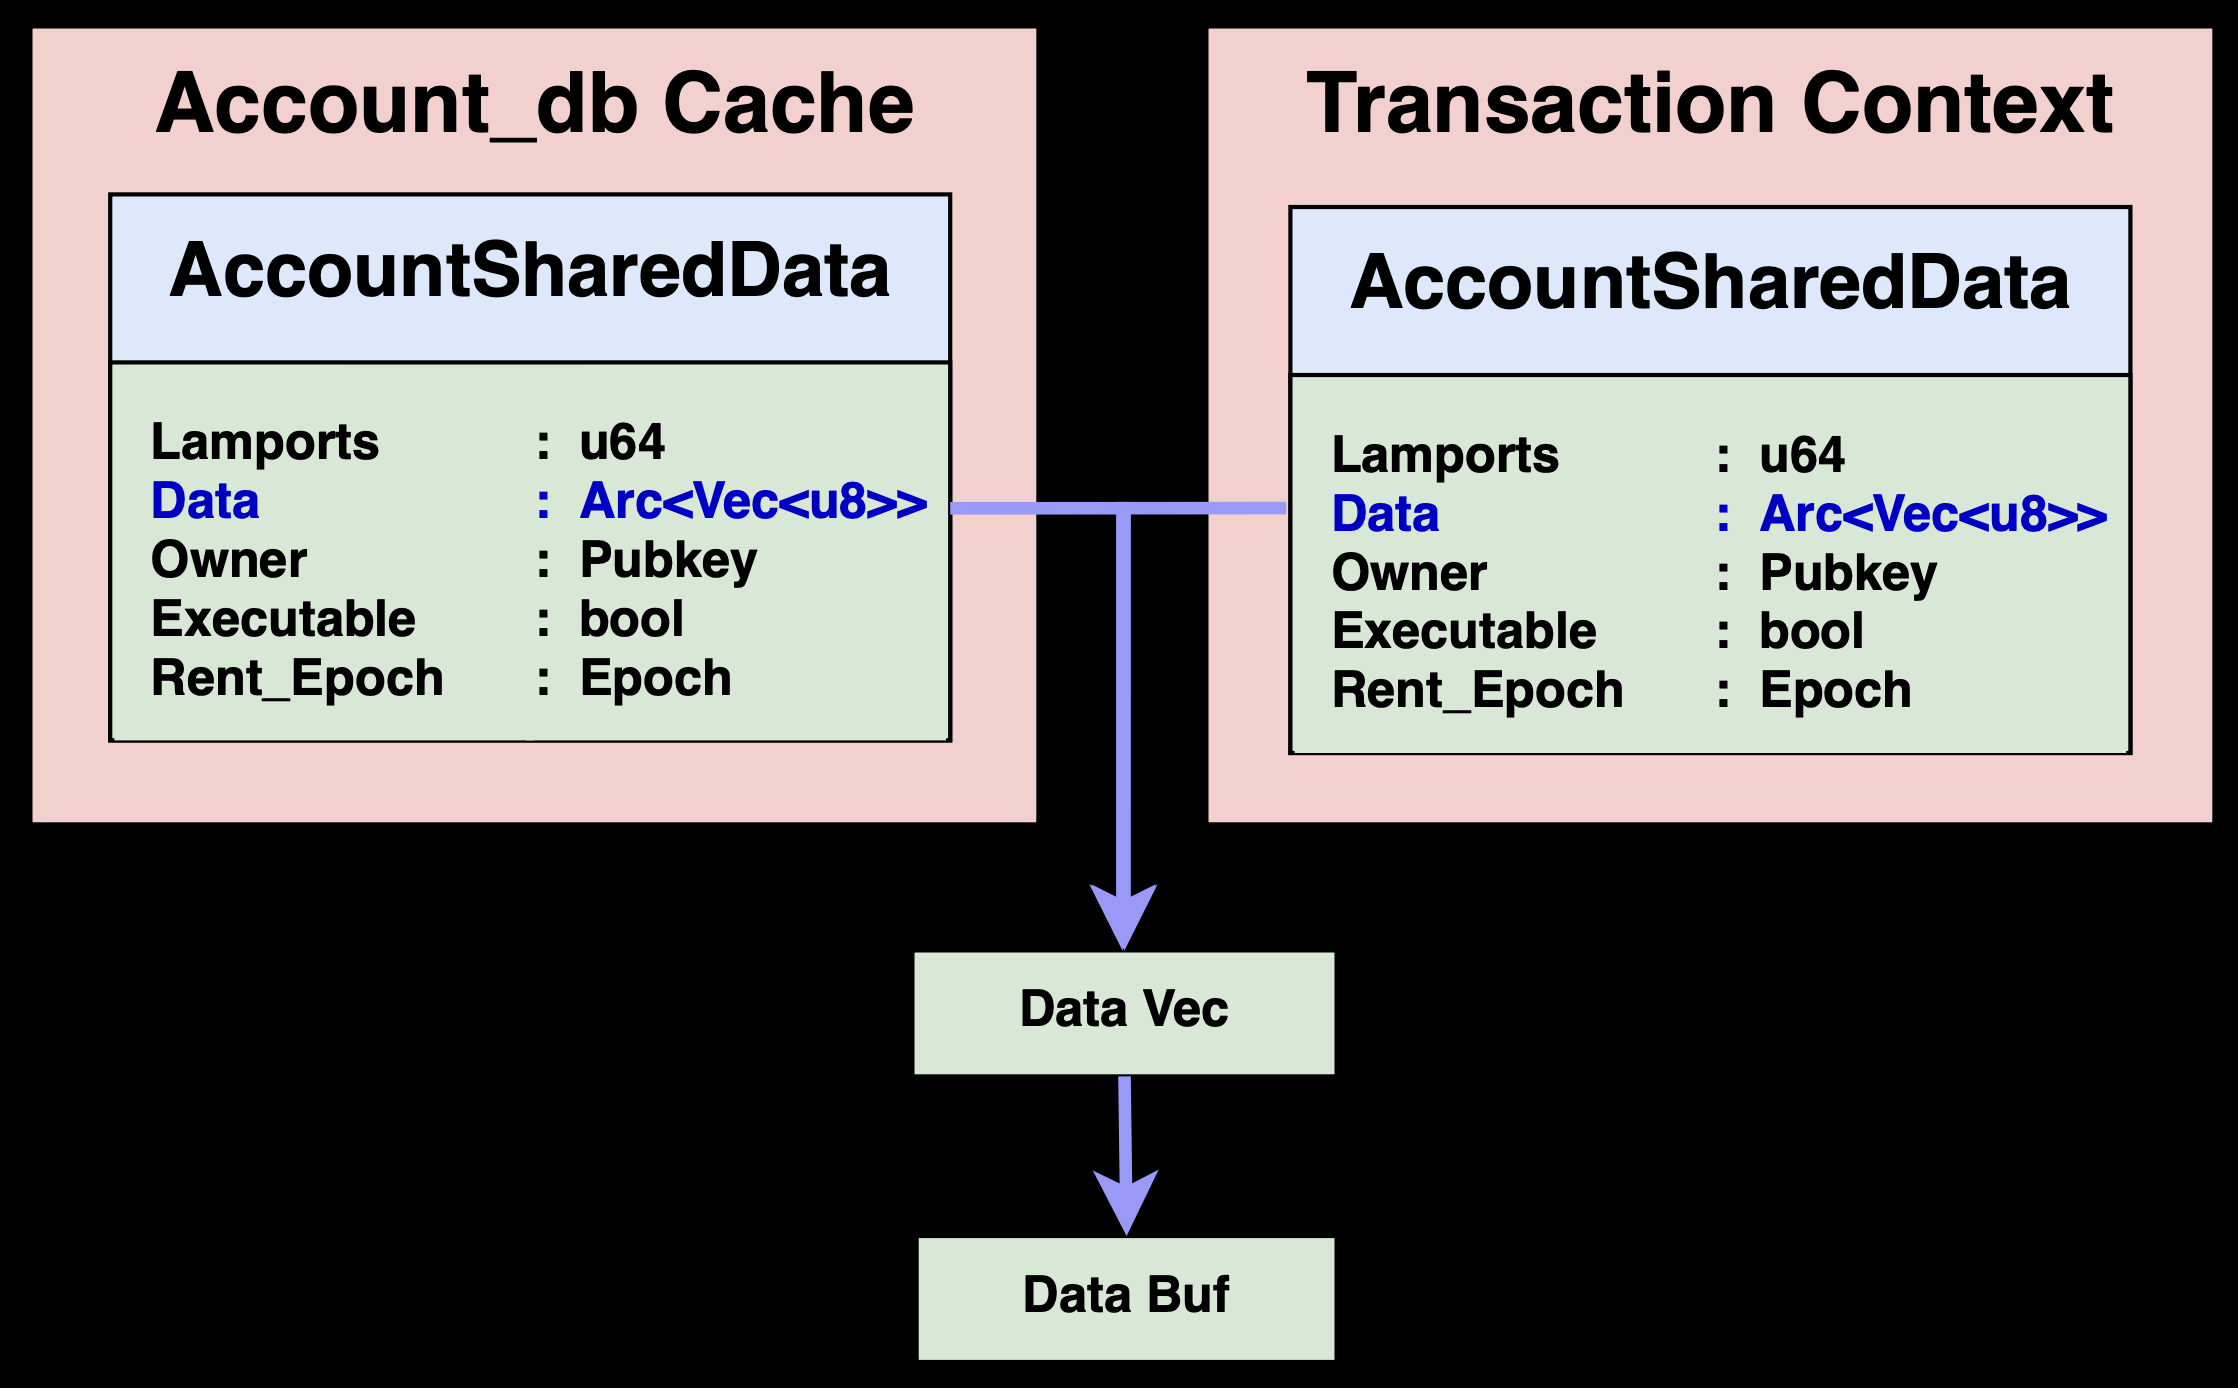 Account_db Cache
AccountSharedData
Lamports : u64
Data : Arc<Vec<u8>>
Owner : Pubkey
Executable : bool
Rent_Epoch : Epoch
Transaction Context
AccountSharedData
Lamports : u64
Data : Arc<Vec<u8>>
Owner : Pubkey
Executable : bool
Rent_Epoch : Epoch
Data Vec
Data Buf